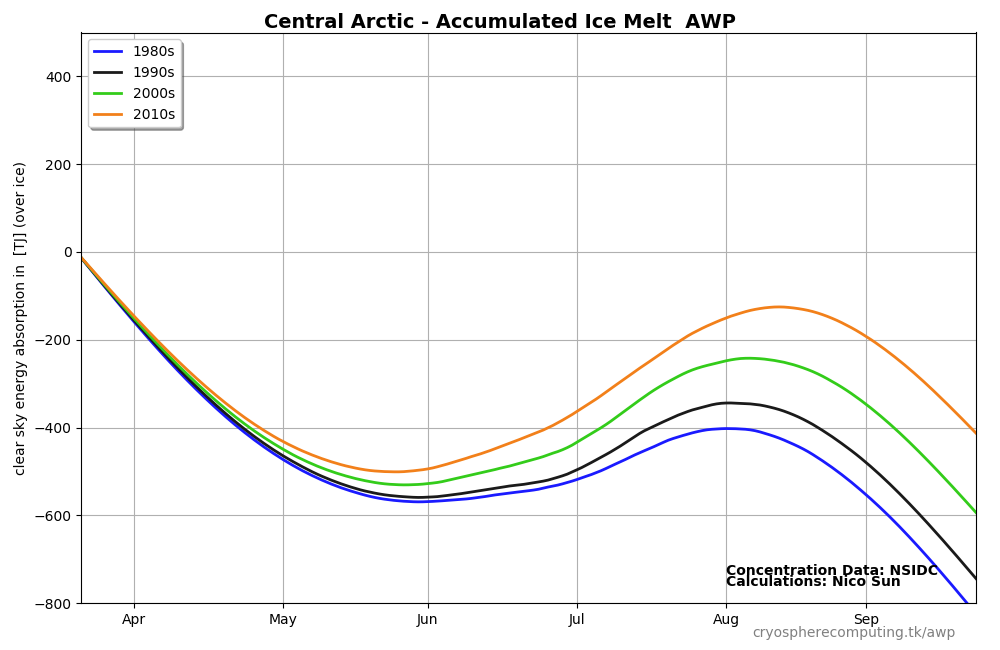 Central Arctic - Accumulated Ice Melt  AWP
1980s
1990s
2000s
2010s
clear sky energy absorption in  [TJ] (over ice)
400
200
0
−200
−400
−600
−800
Apr
May
Jun
Jul
Aug
Sep
Concentration Data: NSIDC
Calculations: Nico Sun
cryospherecomputing.tk/awp